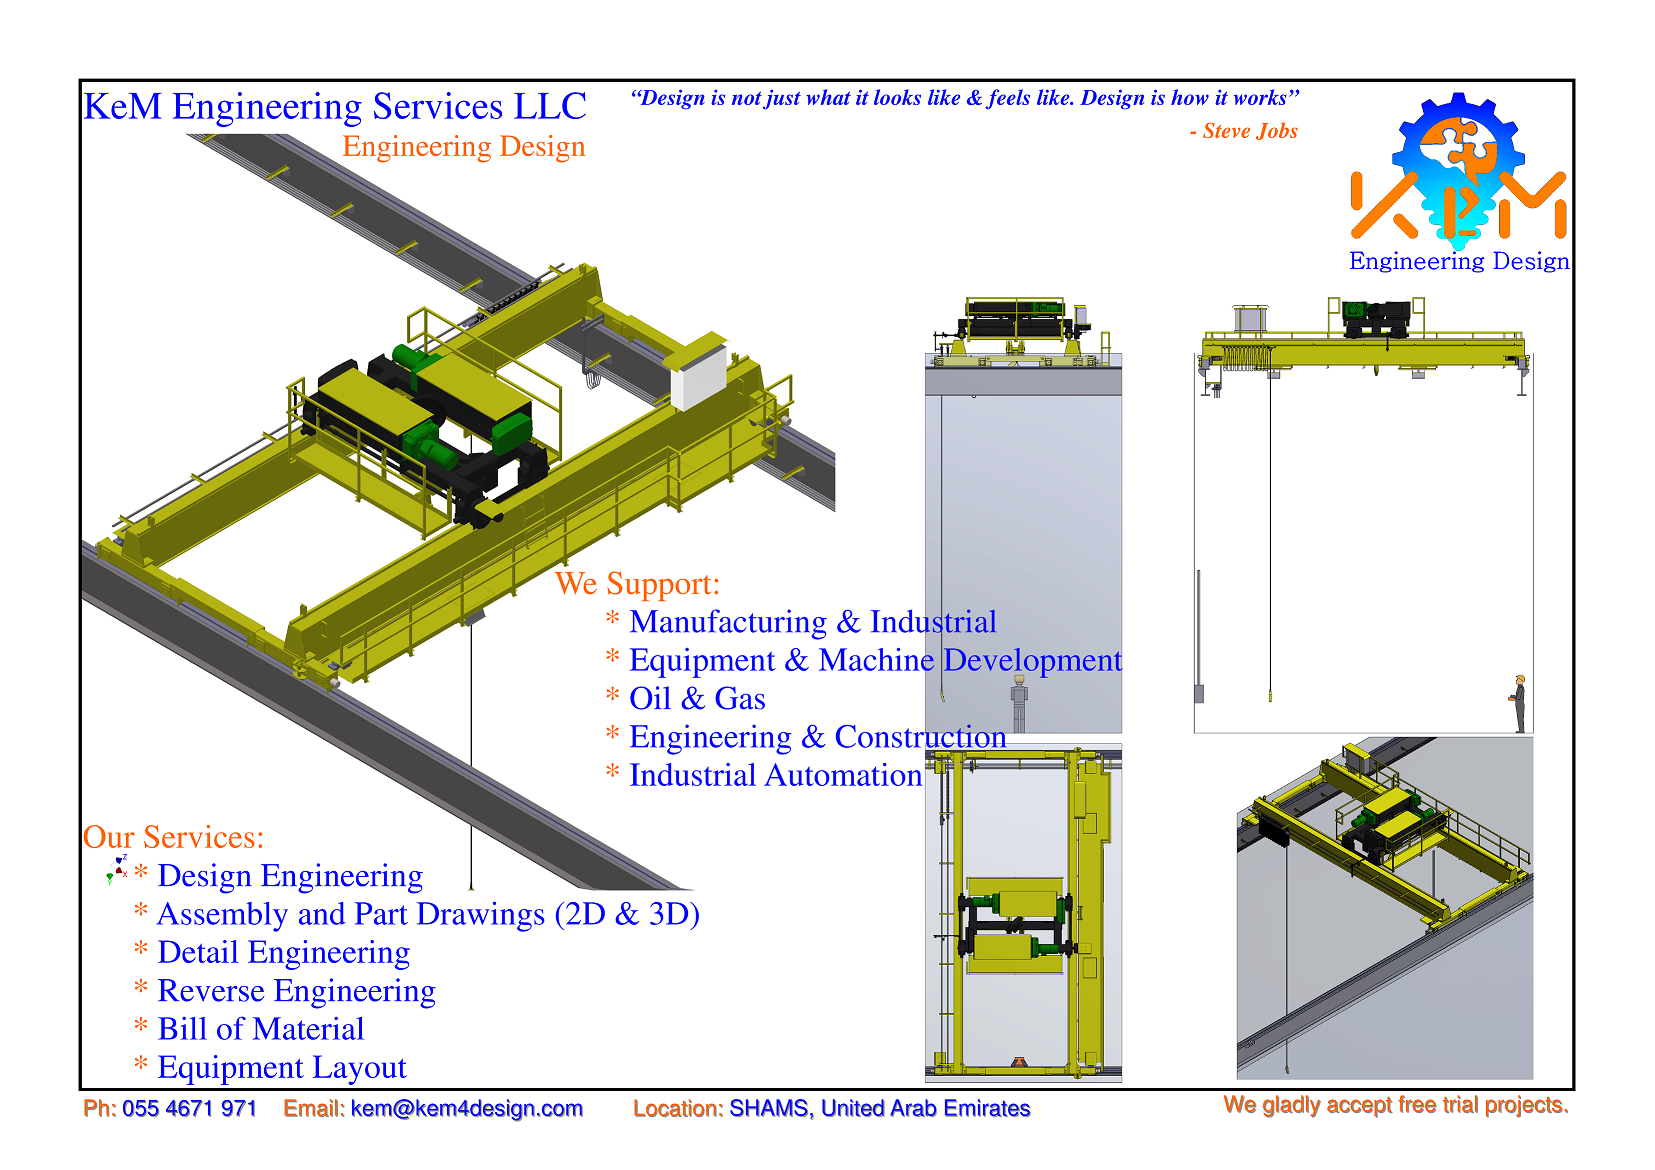 KeM Engineering Services LLC
Engineering Design
“Design is not just what it looks like & feels like. Design is how it works”
- Steve Jobs
KeM
Engineering Design
We Support:
* Manufacturing & Industrial
* Equipment & Machine Development
* Oil & Gas
* Engineering & Construction
* Industrial Automation
Our Services:
* Design Engineering
* Assembly and Part Drawings (2D & 3D)
* Detail Engineering
* Reverse Engineering
* Bill of Material
* Equipment Layout
Z
X
Y
Ph: 055 4671 971 Email: kem@kem4design.com Location: SHAMS, United Arab Emirates We gladly accept free trial projects.